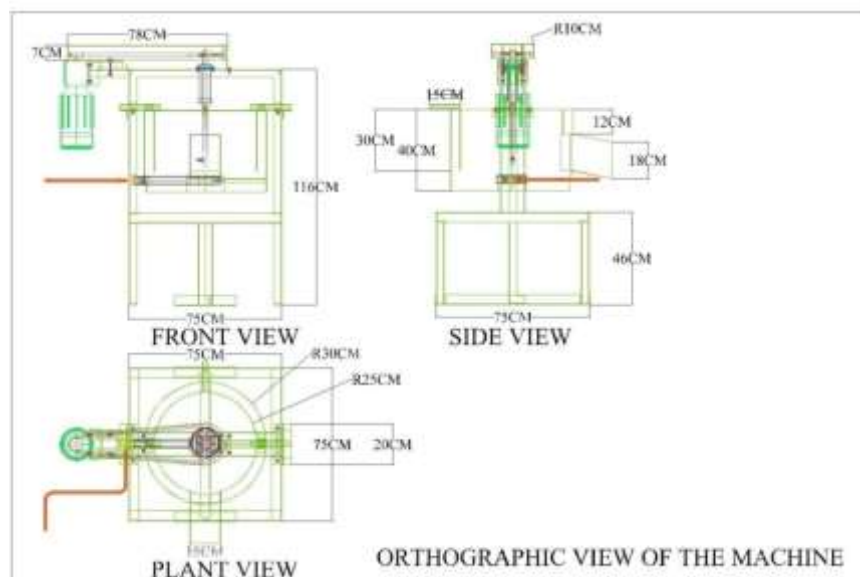 78CM
7CM
116CM
75CM
FRONT VIEW
R10CM
15CM
30CM
40CM
12CM
18CM
46CM
75CM
SIDE VIEW
75CM
R30CM
R25CM
75CM
20CM
PLANT VIEW
ORTHOGRAPHIC VIEW OF THE MACHINE